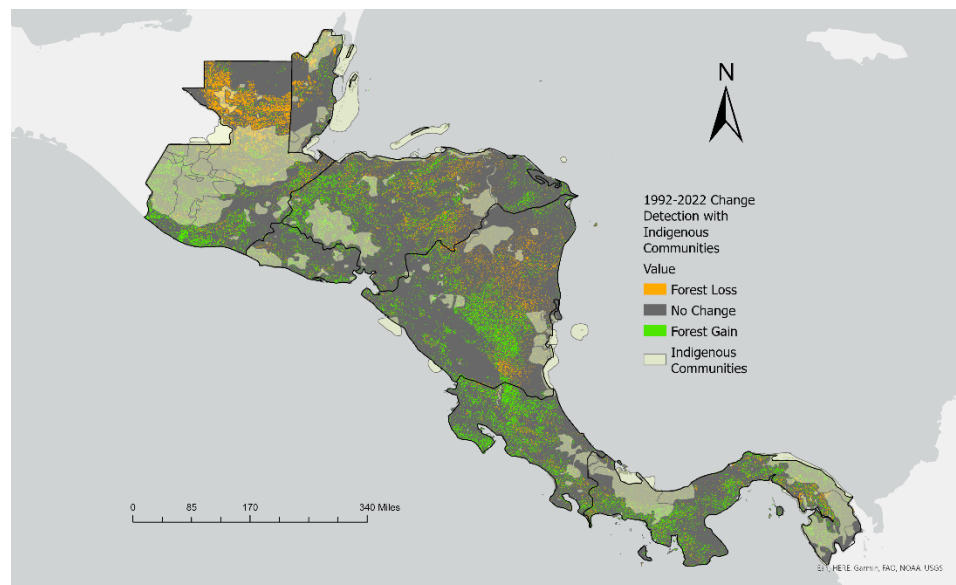 N
1992-2022 Change
Detection with
Indigenous
Communities
Value
Forest Loss
No Change
Forest Gain
Indigenous
Communities
0 85 170 340 Miles
Esri, HERE, Garmin, FAO, NOAA, USGS